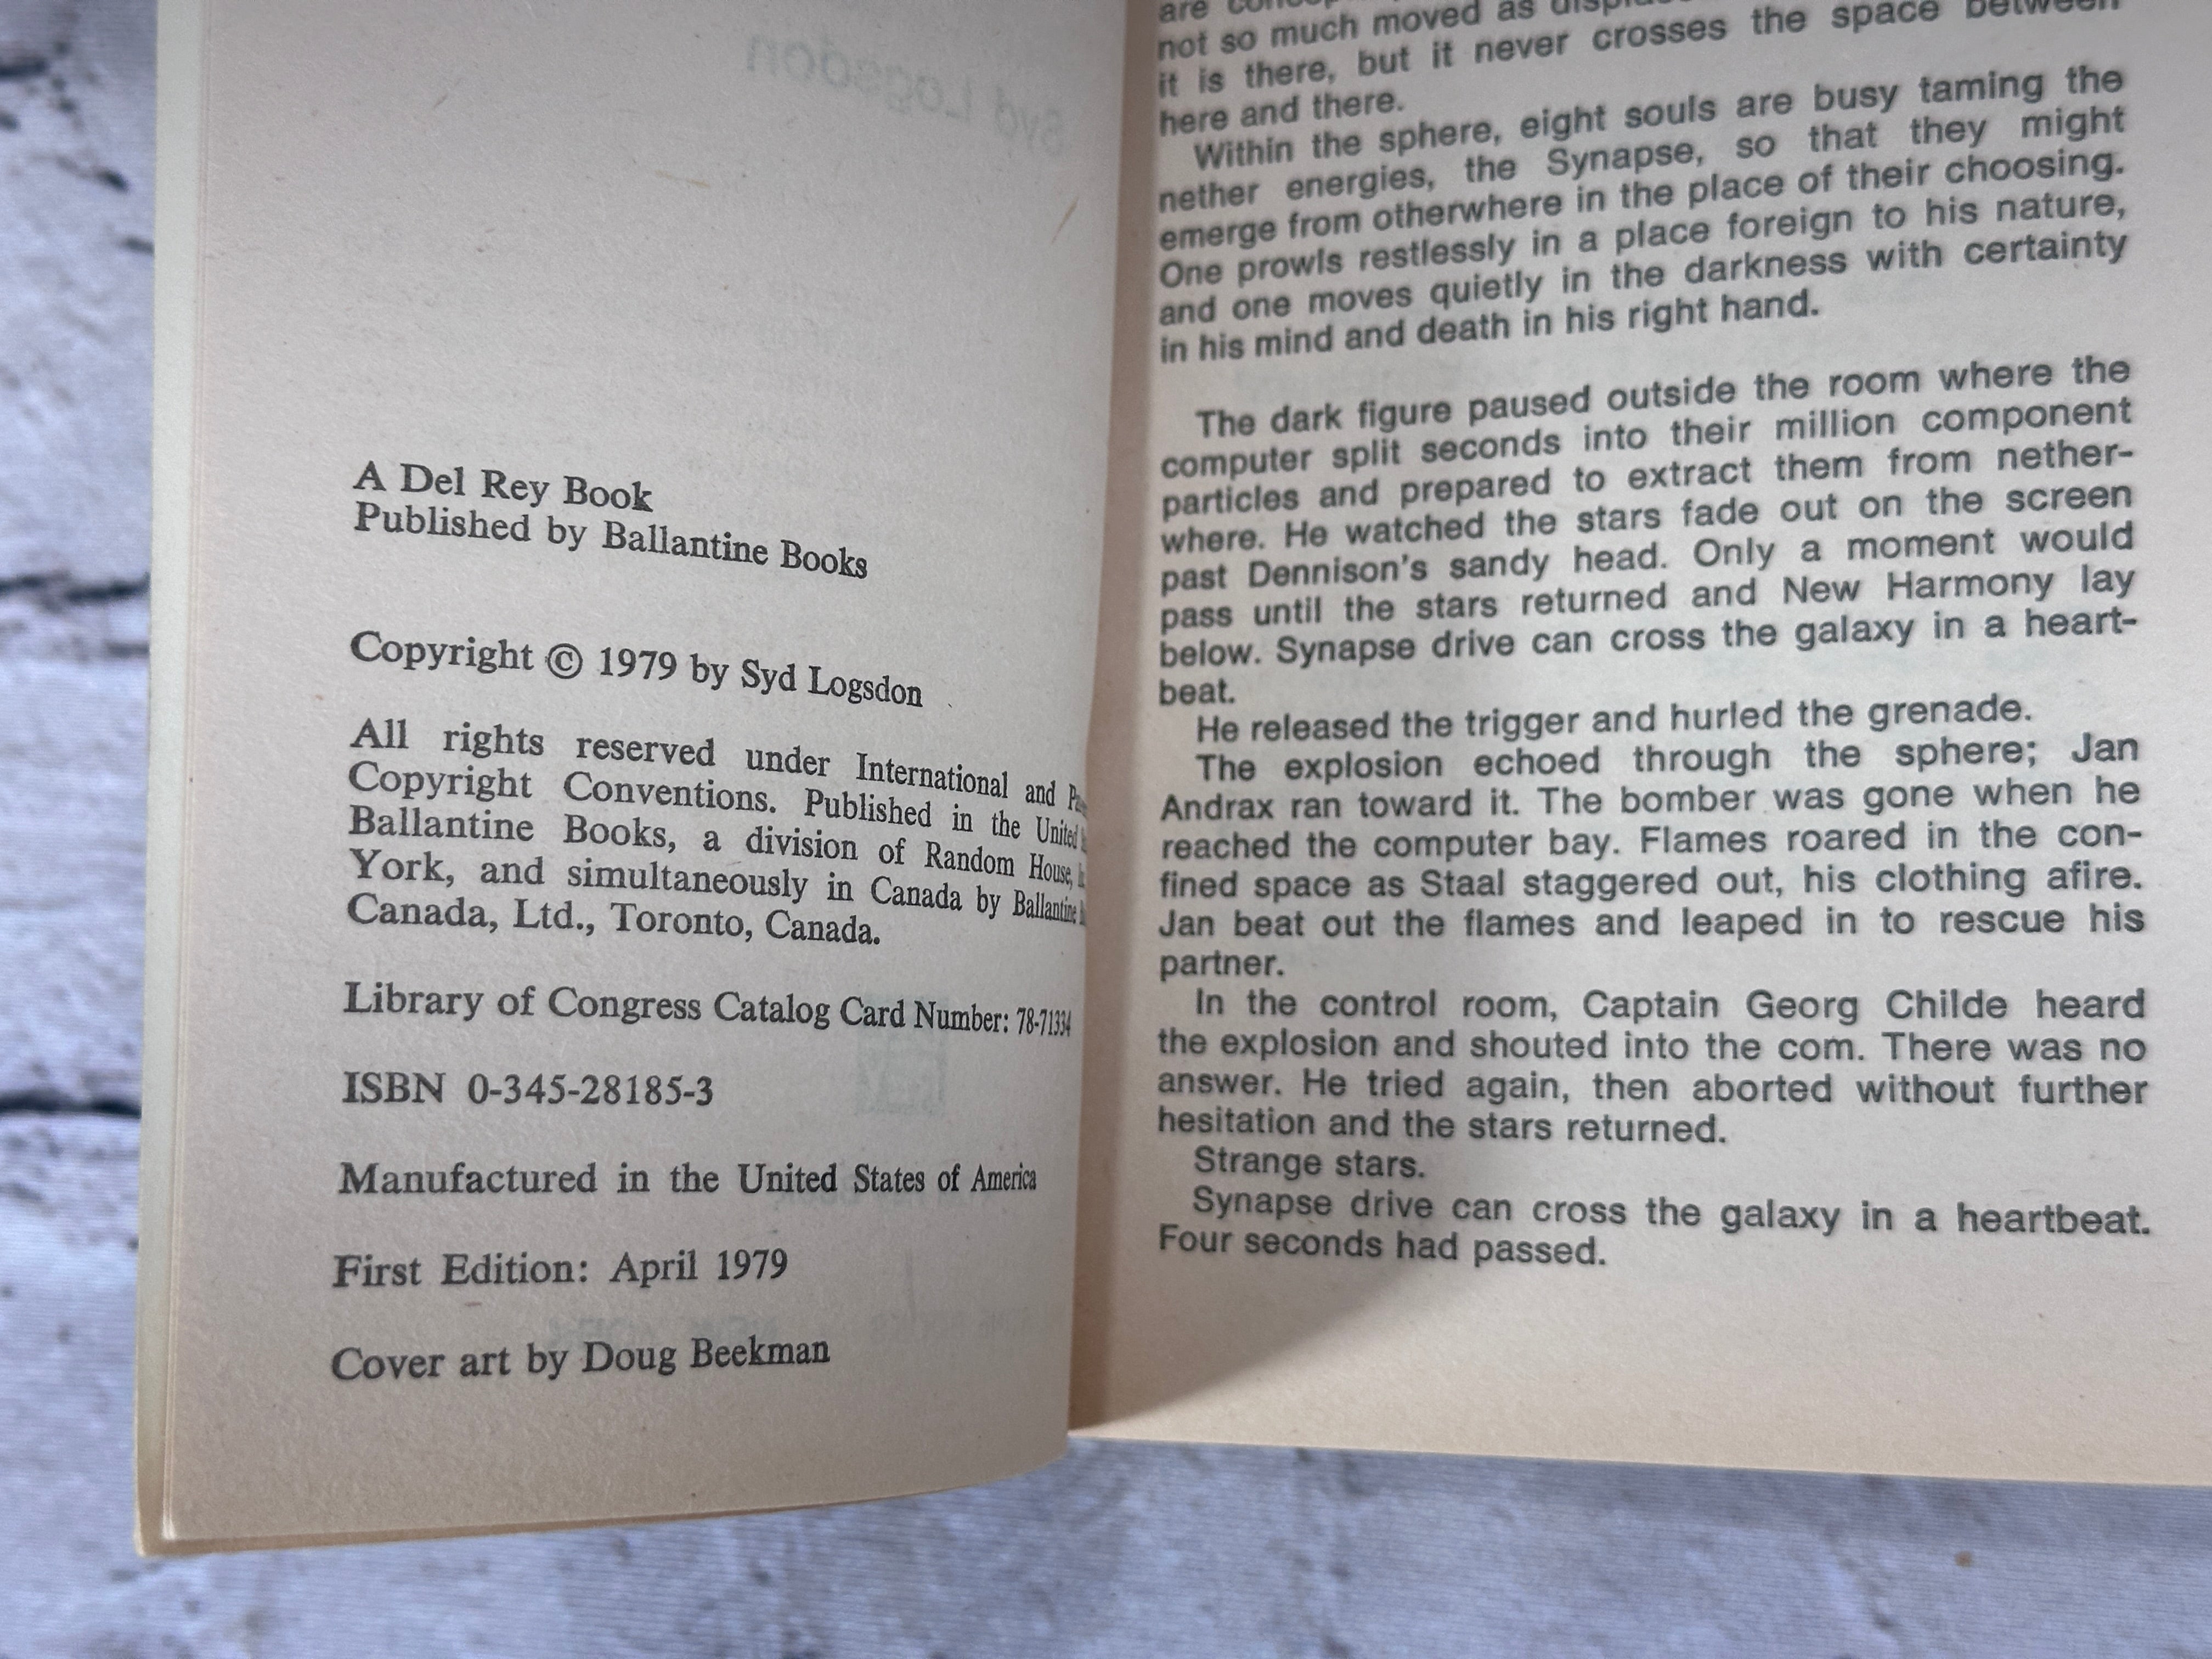 Syd Logsdon
A Del Rey Book
Published by Ballantine Books
Copyright © 1979 by Syd Logsdon
All rights reserved under International and
Copyright Conventions. Published in the United
Ballantine Books, a division of Random House,
York, and simultaneously in Canada by Ballantine
Canada, Ltd., Toronto, Canada.
Library of Congress Catalog Card Number: 78-71334
ISBN 0-345-28185-3
Manufactured in the United States of America
First Edition: April 1979
Cover art by Doug Beekman
are
not so much moved as
it is there, but it never crosses the space between
here and there.
Within the sphere, eight souls are busy taming the
nether energies, the Synapse, so that they might
emerge from otherwhere in the place of their choosing.
One prowls restlessly in a place foreign to his nature,
and one moves quietly in the darkness with certainty
in his mind and death in his right hand.
The dark figure paused outside the room where the
computer split seconds into their million component
particles and prepared to extract them from nether-
where. He watched the stars fade out on the screen
past Dennison's sandy head. Only a moment would
pass until the stars returned and New Harmony lay
below. Synapse drive can cross the galaxy in a heart-
beat.
He released the trigger and hurled the grenade.
The explosion echoed through the sphere; Jan
Andrax ran toward it. The bomber was gone when he
reached the computer bay. Flames roared in the con-
fined space as Staal staggered out, his clothing afire.
Jan beat out the flames and leaped in to rescue his
partner.
In the control room, Captain Georg Childe heard
the explosion and shouted into the com. There was no
answer. He tried again, then aborted without further
hesitation and the stars returned.
Strange stars.
Synapse drive can cross the galaxy in a heartbeat.
Four seconds had passed.